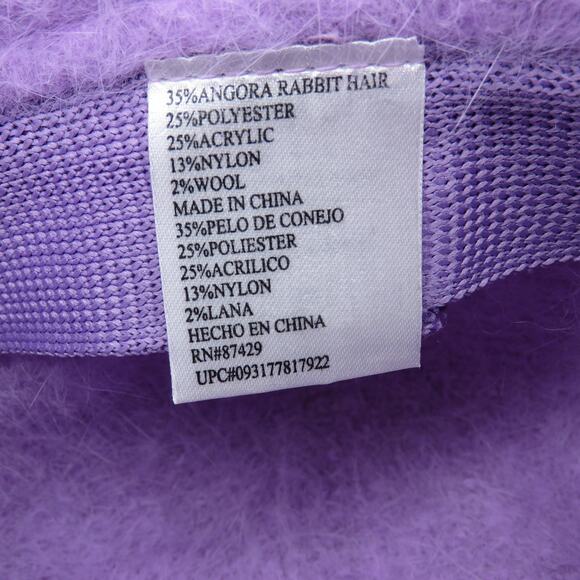 35%ANGORA RABBIT HAIR
25%POLYESTER
25%ACRYLIC
13%NYLON
2%WOOL
MADE IN CHINA
35%PELO DE CONEJO
25%POLIESTER
25%ACRILICO
13%NYLON
2%LANA
HECHO EN CHINA
RN#87429
UPC#093177817922